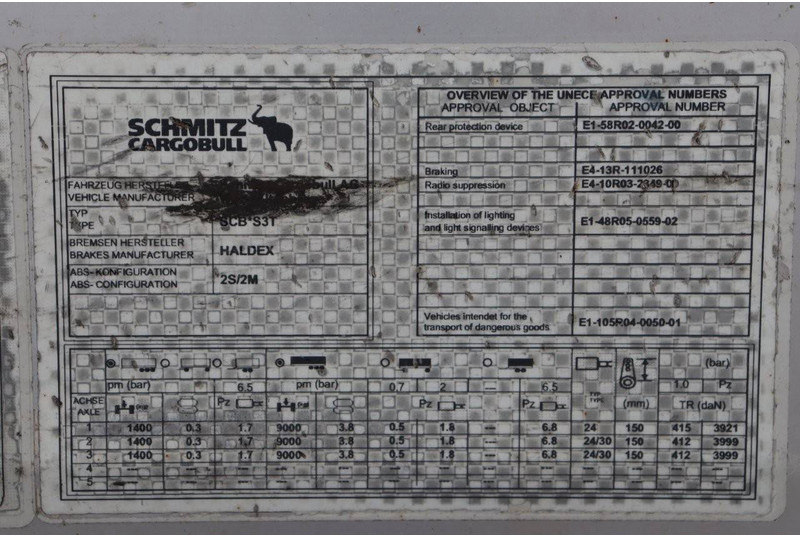 SCHMITZ
CARGOBULL
FAHRZEUG HERSTELLER
VEHICLE MANUFACTURER
TYP
TYPE SCB*S3T
BREMSEN HERSTELLER
BRAKES MANUFACTURER HALDEX
ABS- KONFIGURATION
ABS- CONFIGURATION 2S/2M
OVERVIEW OF THE UNECE APPROVAL NUMBERS
APPROVAL OBJECT APPROVAL NUMBER
Rear protection device E1-58R02-0042-00
Braking E4-13R-111026
Radio suppression E4-10R03-2349-00
Installation of lighting
and light signalling devices E1-48R05-0559-02
Vehicles intendet for the
transport of dangerous goods E1-105R04-0050-01
(bar)
pm (bar) 6.5 pm (bar) 0.7 2 --- 6.5 1.0 Pz
ACHSE
AXLE Pz Pz Pz TYP TYPE (mm) TR (daN)
1 1400 0.3 1.7 9000 3.8 0.5 1.8 --- 6.8 24 150 415 3921
2 1400 0.3 1.7 9000 3.8 0.5 1.8 --- 6.8 24/30 150 412 3999
3 1400 0.3 1.7 9000 3.8 0.5 1.8 --- 6.8 24/30 150 412 3999
4 --- --- --- --- --- --- --- --- --- --- --- --- ---
5 --- --- --- --- --- --- --- --- --- --- --- --- ---